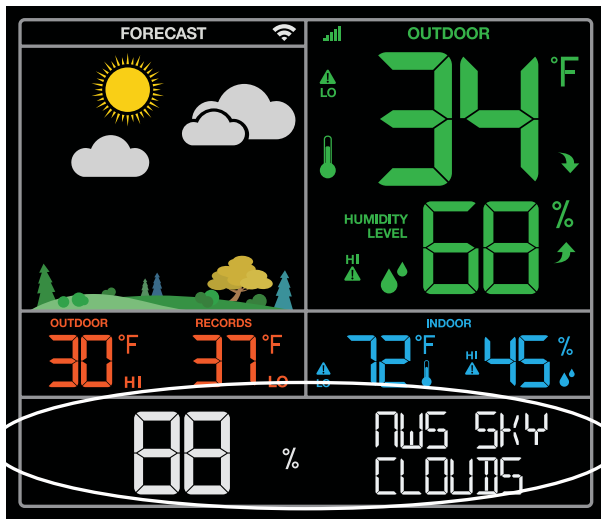 FORECAST
OUTDOOR
LO
34 °F
HUMIDITY
LEVEL
HI
68 %
OUTDOOR RECORDS
30 °F HI 37 °F LO
INDOOR
LO 72 °F HI 45 %
88 % NWS SKY
CLOUDS